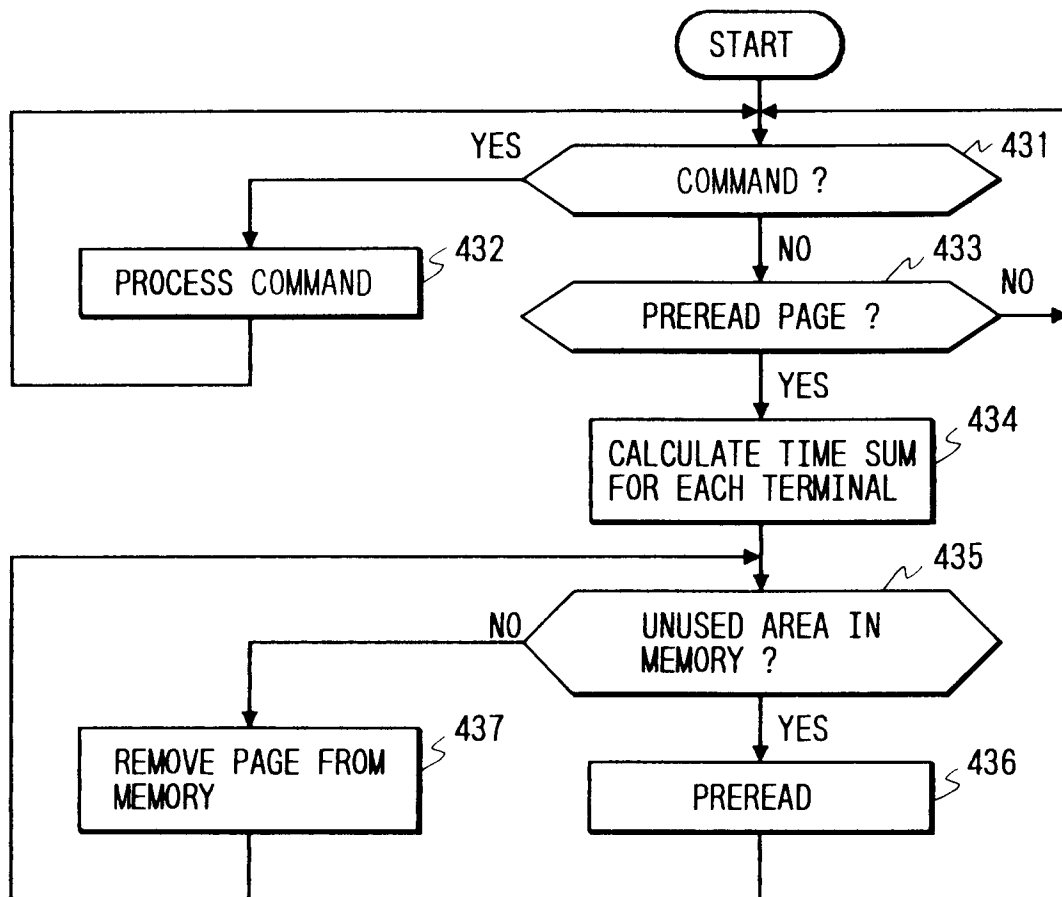 START
YES
431
COMMAND ?
432
PROCESS COMMAND
NO
433
NO
PREREAD PAGE ?
YES
434
CALCULATE TIME SUM
FOR EACH TERMINAL
435
NO
UNUSED AREA IN
MEMORY ?
437
YES
REMOVE PAGE FROM
MEMORY
436
PREREAD